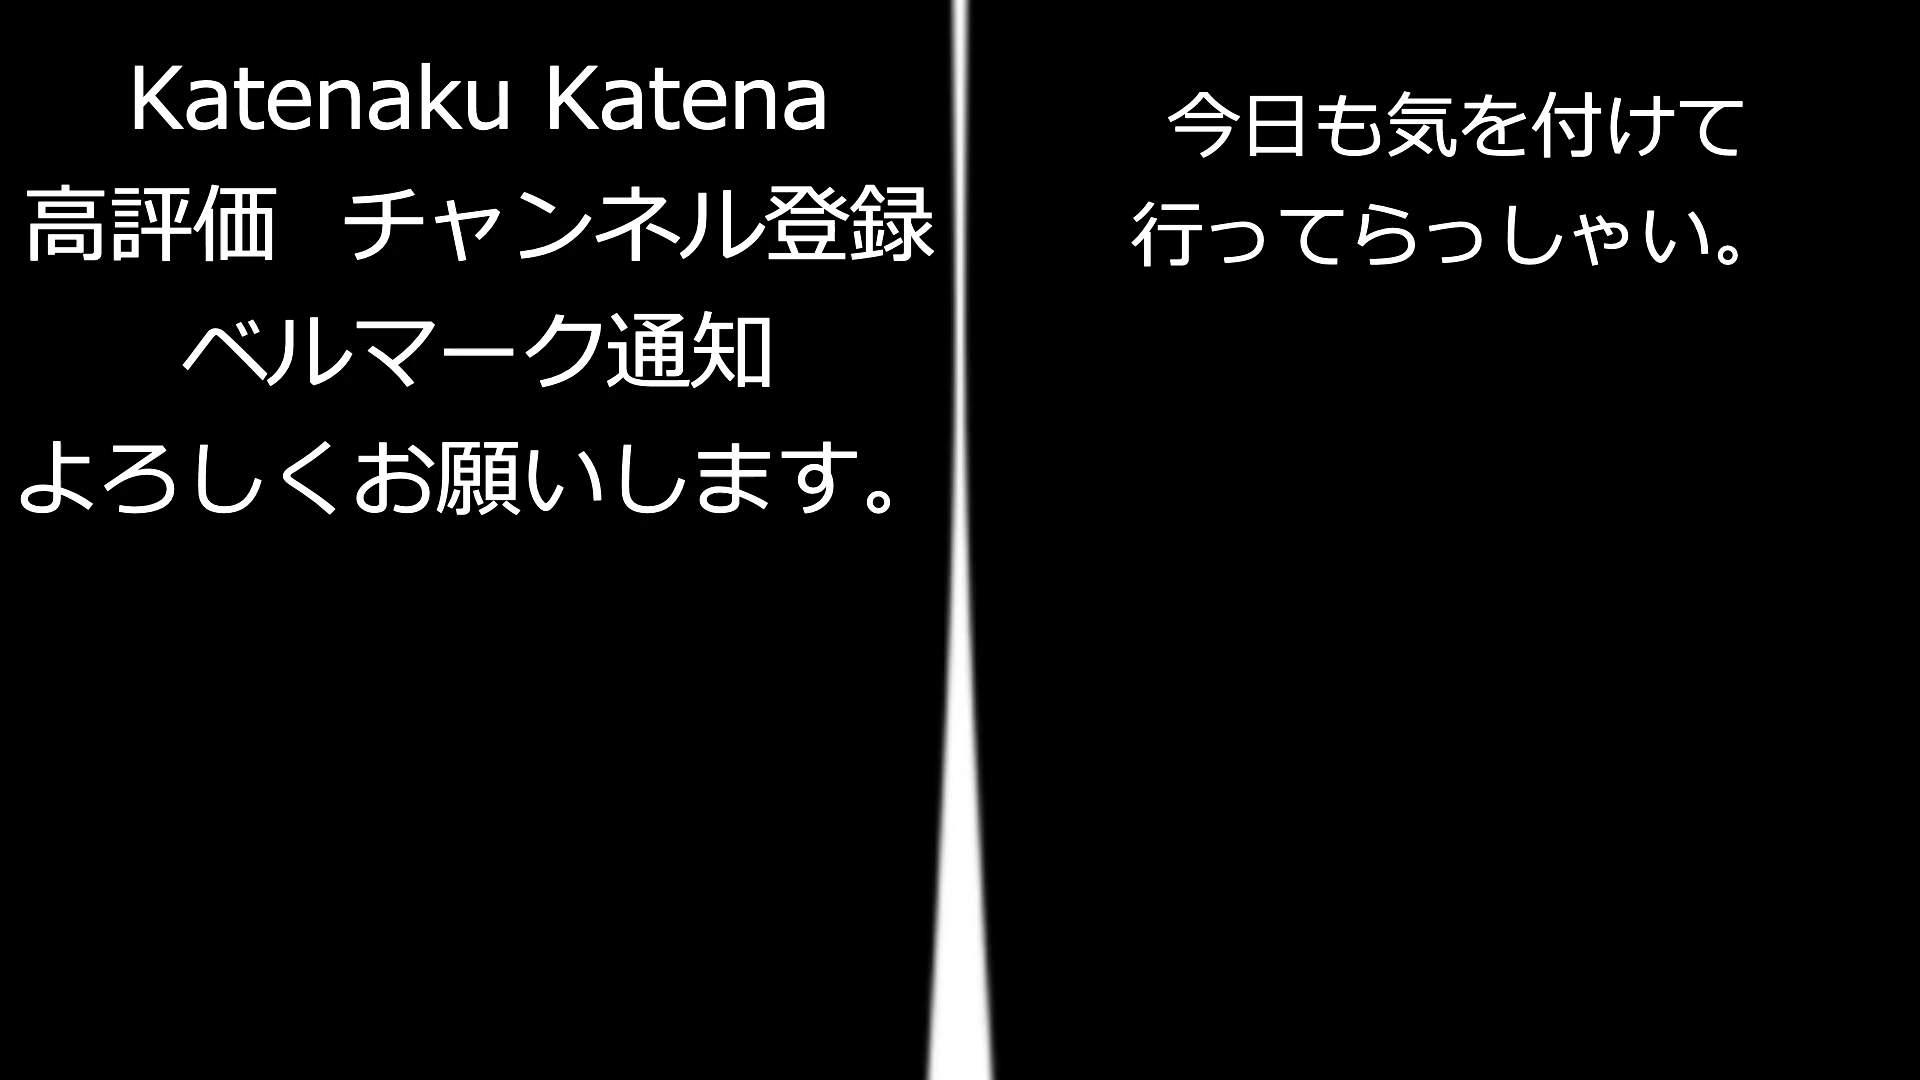 Katenaku Katena
高評価　チャンネル登録
ベルマーク通知
よろしくお願いします。
今日も気を付けて
行ってらっしゃい。